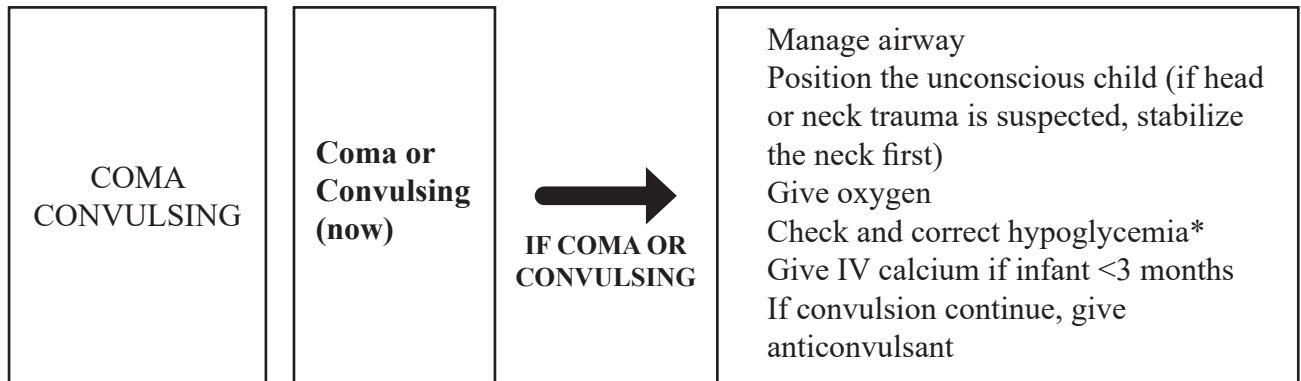 COMA
CONVULSING
Coma or
Convulsing
(now)
IF COMA OR
CONVULSING
Manage airway
Position the unconscious child (if head
or neck trauma is suspected, stabilize
the neck first)
Give oxygen
Check and correct hypoglycemia*
Give IV calcium if infant <3 months
If convulsion continue, give
anticonvulsant